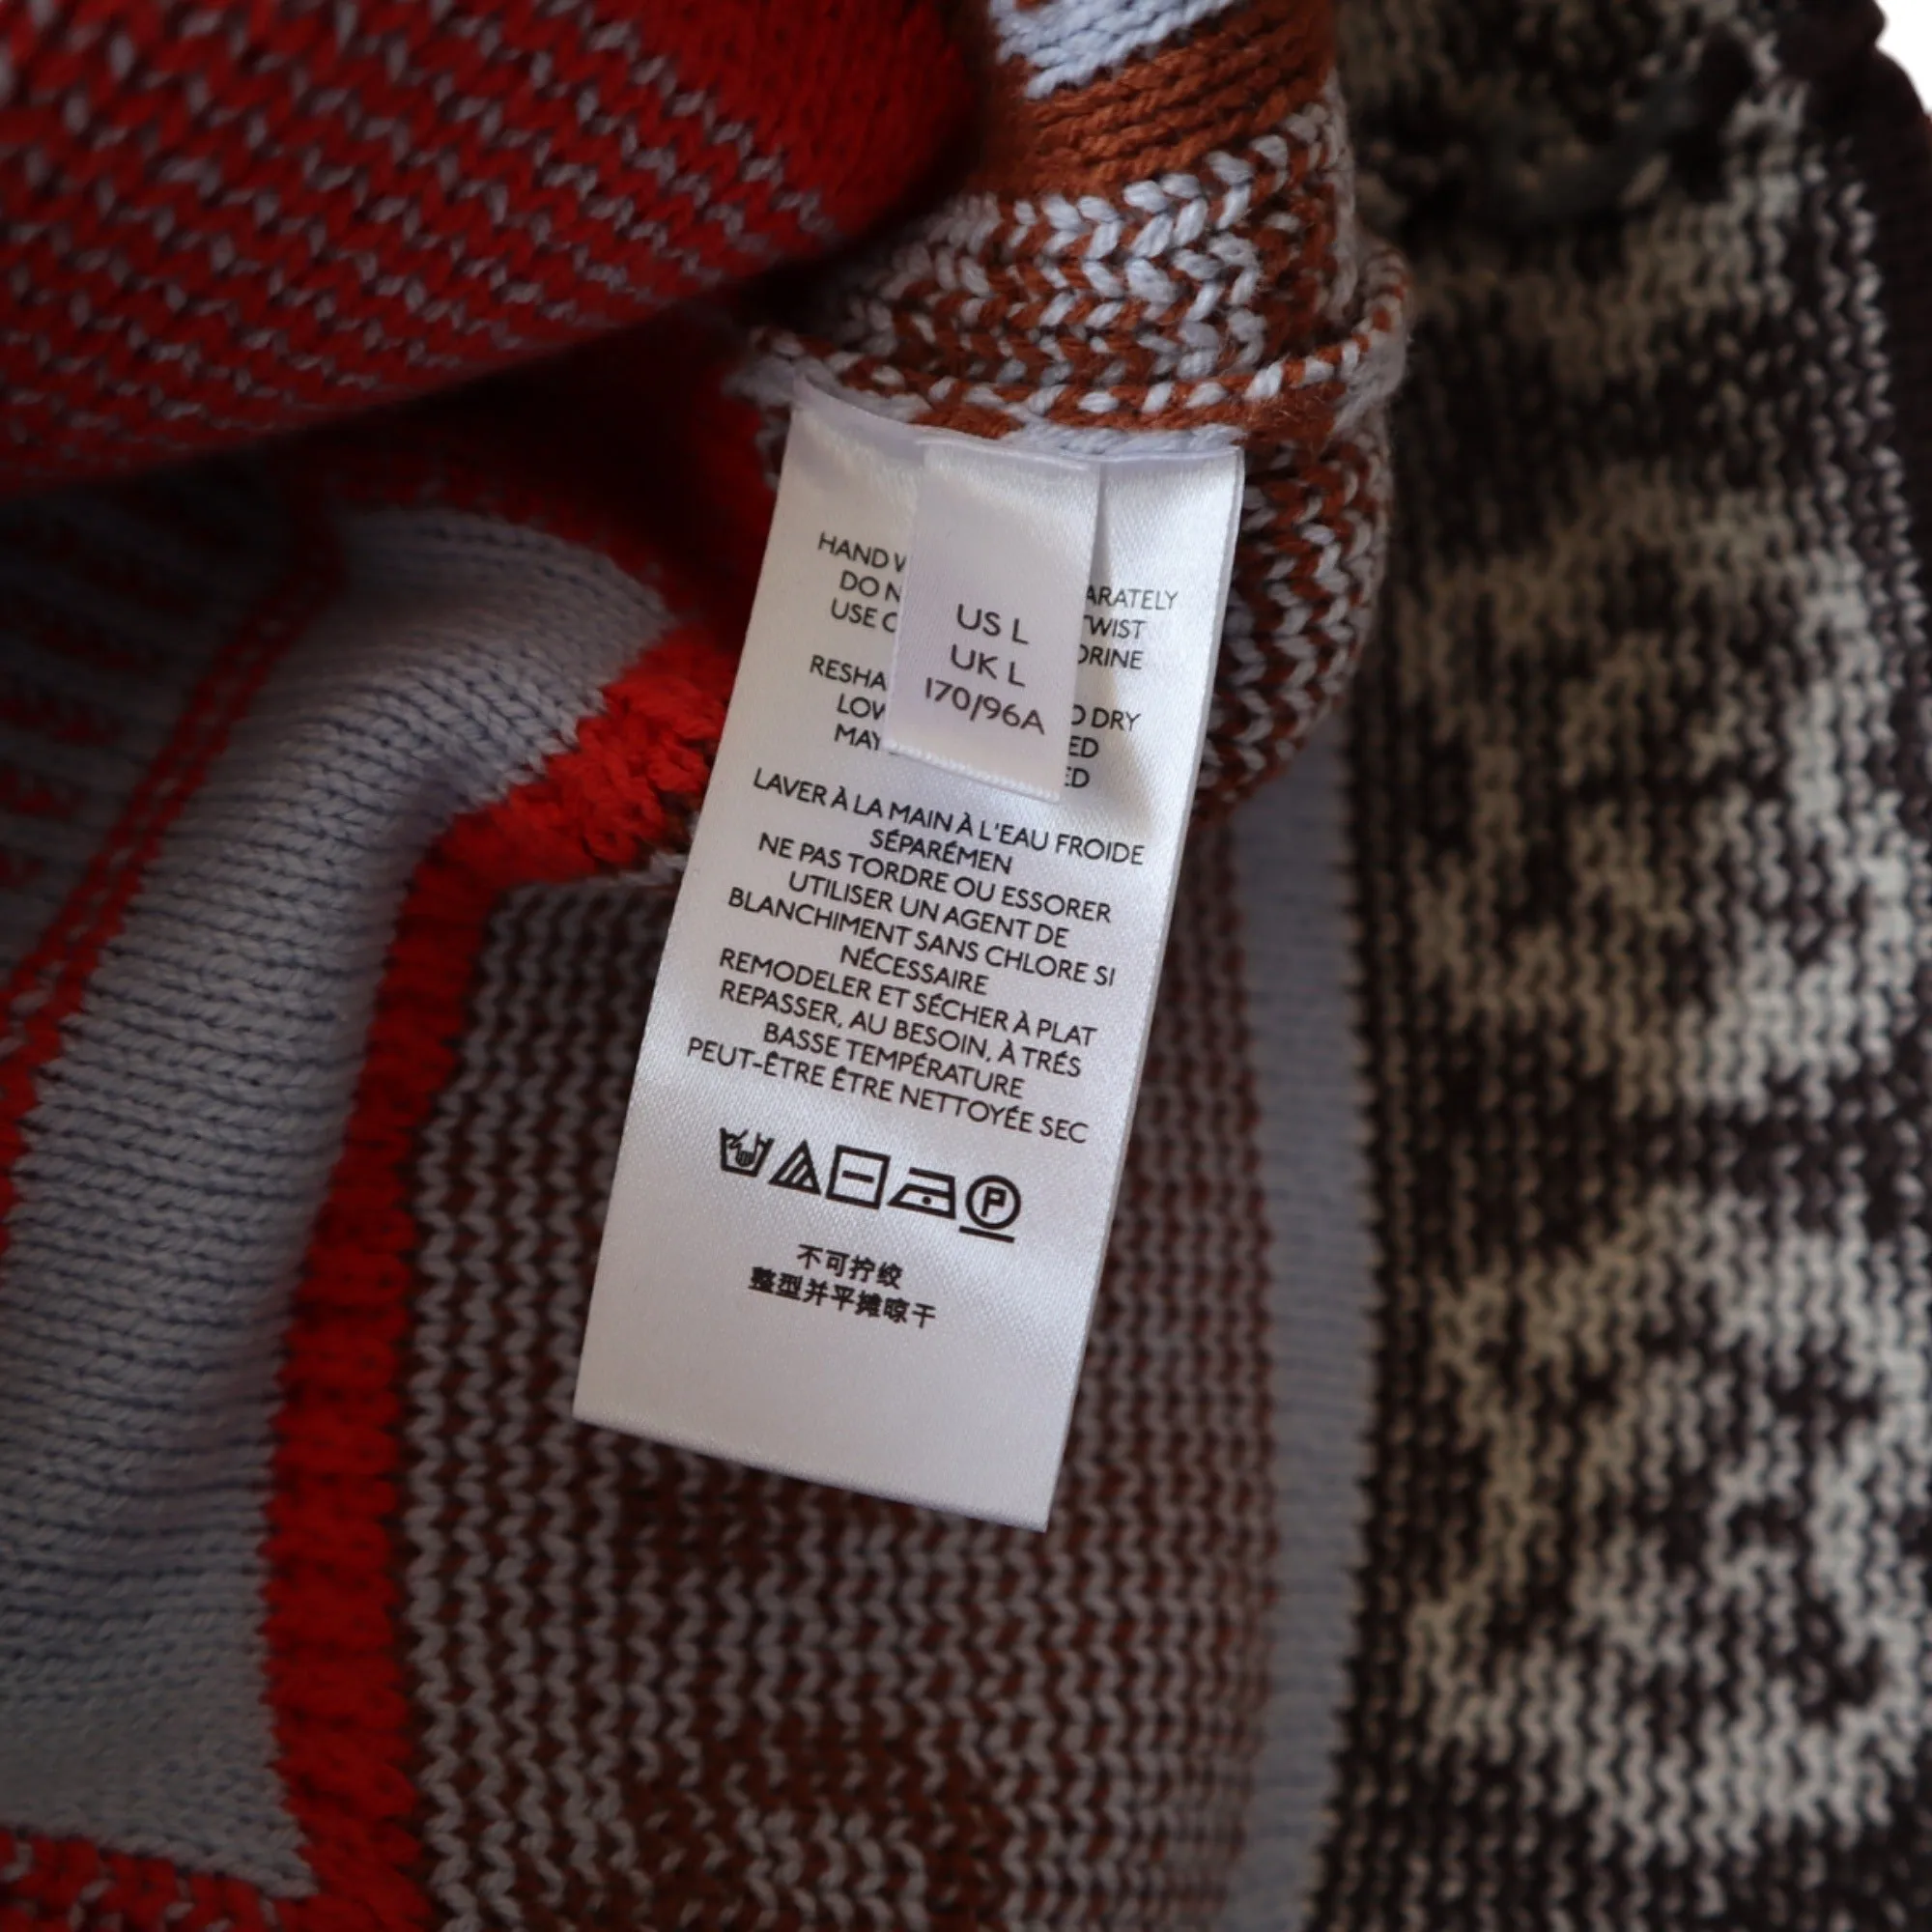 US L
UK L
170/96A
HAND
DO
ARATELY
USE
TWIST
ORINE
RESHA
DRY
LOW
ED
MAY
ED
LAVER À LA MAIN À L'EAU FROIDE
SÉPARÉMEN
NE PAS TORDRE OU ESSORER
UTILISER UN AGENT DE
BLANCHIMENT SANS CHLORE SI
NÉCESSAIRE
REMODELER ET SÉCHER À PLAT
REPASSER, AU BESOIN, À TRÉS
BASSE TEMPÉRATURE
PEUT-ÊTRE ÊTRE NETTOYÉE SEC
P
不可拧绞
整型并平摊晾干